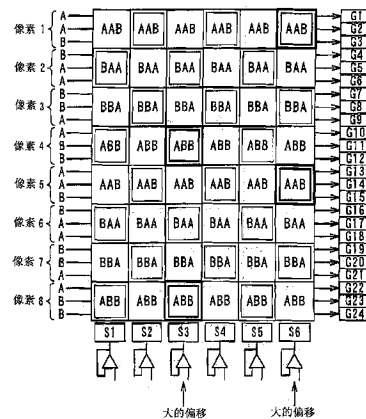 A G1
像素 1 A AAB AAB AAB AAB AAB AAB G2
B G3
B G4
像素 2 A BAA BAA BAA BAA BAA BAA G5
A G6
B G7
像素 3 B BBA BBA BBA BBA BBA BBA G8
A G9
A G10
像素 4 B ABB ABB ABB ABB ABB ABB G11
B G12
A G13
像素 5 A AAB AAB AAB AAB AAB AAB G14
B G15
B G16
像素 6 A BAA BAA BAA BAA BAA BAA G17
A G18
B G19
像素 7 B BBA BBA BBA BBA BBA BBA G20
A G21
A G22
像素 8 B ABB ABB ABB ABB ABB ABB G23
B G24
S1 S2 S3 S4 S5 S6
大的偏移 大的偏移